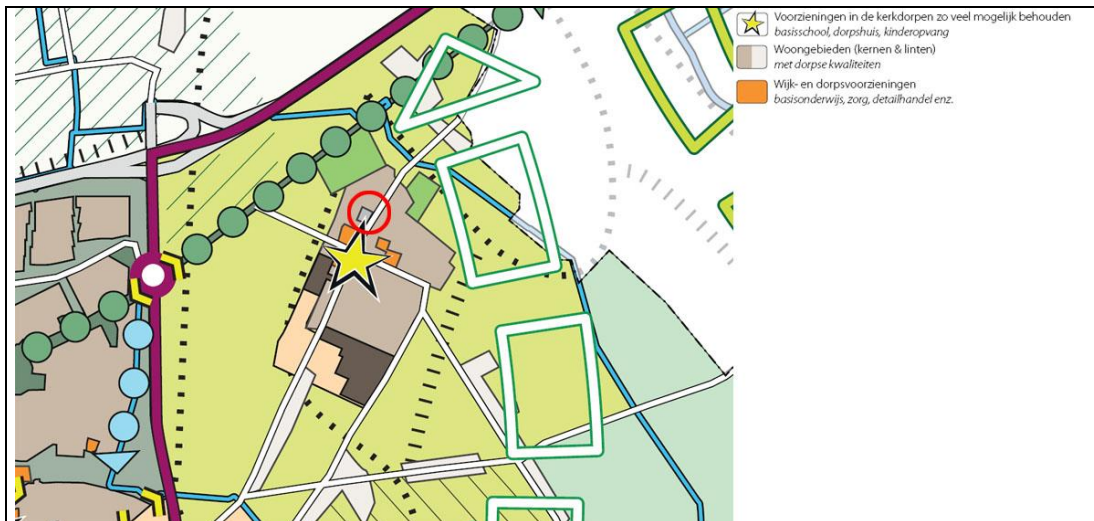 Voorzieningen in de kerkdorpen zo veel mogelijk behouden
basisschool, dorpshuis, kinderopvang
Woongebieden (kernen & linten)
met dorpse kwaliteiten
Wijk- en dorpsvoorzieningen
basisonderwijs, zorg, detailhandel enz.